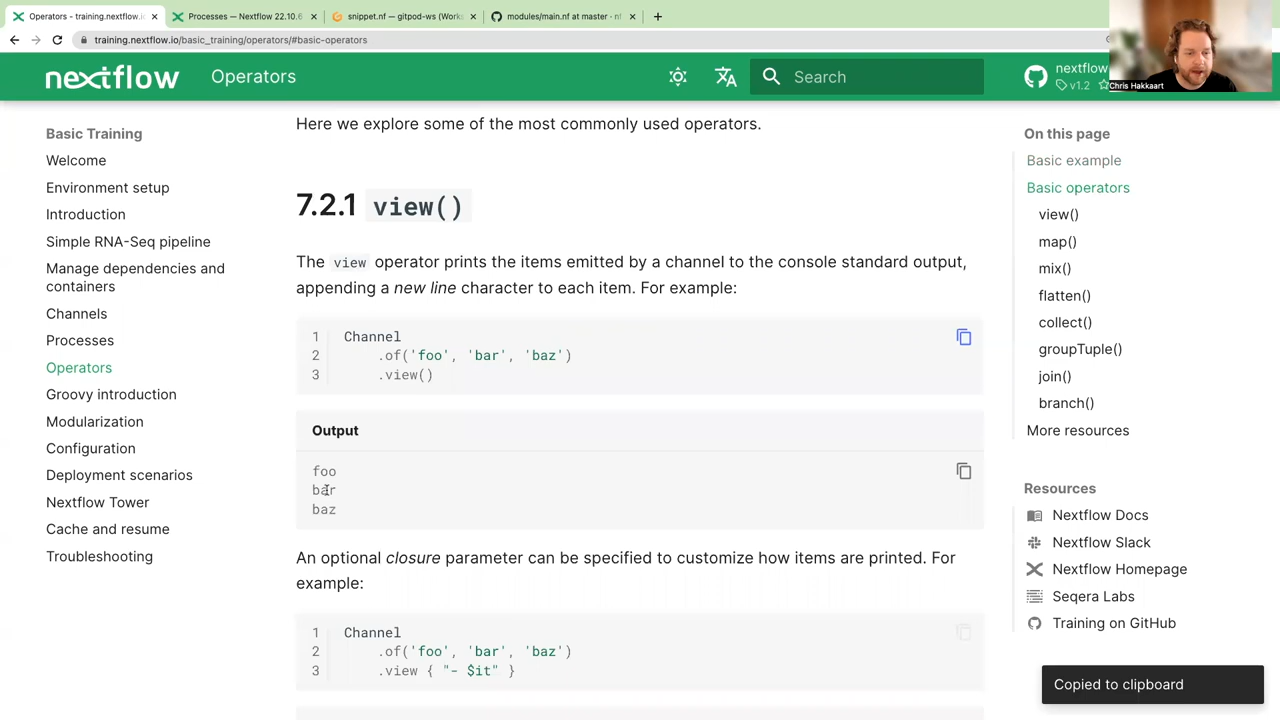 Operators - training.nextflow.io
Processes — Nextflow 22.10.6
snippet.nf — gitpod-ws (Works
modules/main.nf at master · nf
training.nextflow.io/basic_training/operators/#basic-operators
nextflow
Operators
Search
nextflow
v1.2
Chris Hakkaart
Basic Training
Welcome
Environment setup
Introduction
Simple RNA-Seq pipeline
Manage dependencies and
containers
Channels
Processes
Operators
Groovy introduction
Modularization
Configuration
Deployment scenarios
Nextflow Tower
Cache and resume
Troubleshooting
Here we explore some of the most commonly used operators.
7.2.1 view()
The view operator prints the items emitted by a channel to the console standard output,
appending a new line character to each item. For example:
1 Channel
2 .of('foo', 'bar', 'baz')
3 .view()
Output
foo
bar
baz
An optional closure parameter can be specified to customize how items are printed. For
example:
1 Channel
2 .of('foo', 'bar', 'baz')
3 .view { "- $it" }
On this page
Basic example
Basic operators
view()
map()
mix()
flatten()
collect()
groupTuple()
join()
branch()
More resources
Resources
Nextflow Docs
Nextflow Slack
Nextflow Homepage
Seqera Labs
Training on GitHub
Copied to clipboard